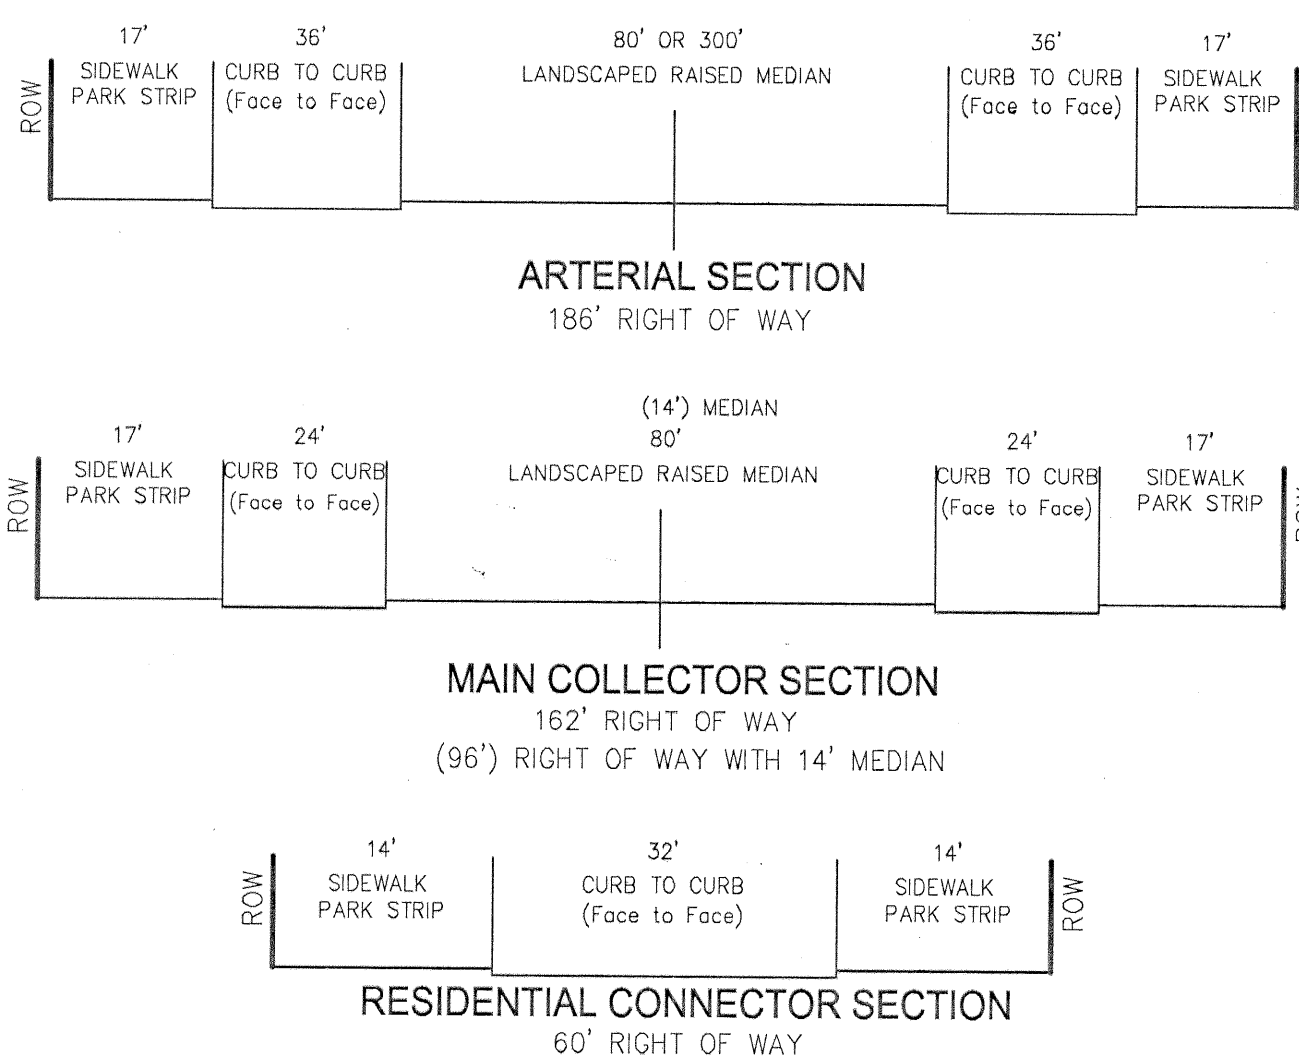 17' 36' 80' OR 300' 36' 17'
ROW SIDEWALK CURB TO CURB LANDSCAPED RAISED MEDIAN CURB TO CURB SIDEWALK
PARK STRIP (Face to Face) (Face to Face) PARK STRIP
ARTERIAL SECTION
186' RIGHT OF WAY
(14') MEDIAN
17' 24' 80' 24' 17'
ROW SIDEWALK CURB TO CURB LANDSCAPED RAISED MEDIAN CURB TO CURB SIDEWALK ROW
PARK STRIP (Face to Face) (Face to Face) PARK STRIP
MAIN COLLECTOR SECTION
162' RIGHT OF WAY
(96') RIGHT OF WAY WITH 14' MEDIAN
14' 32' 14'
ROW SIDEWALK CURB TO CURB SIDEWALK ROW
PARK STRIP (Face to Face) PARK STRIP
RESIDENTIAL CONNECTOR SECTION
60' RIGHT OF WAY